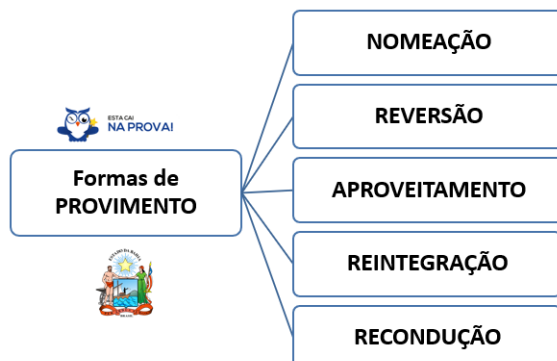 NOMEAÇÃO
ESTA CAI
NA PROVA!
REVERSÃO
Formas de
PROVIMENTO
APROVEITAMENTO
REINTEGRAÇÃO
RECONDUÇÃO